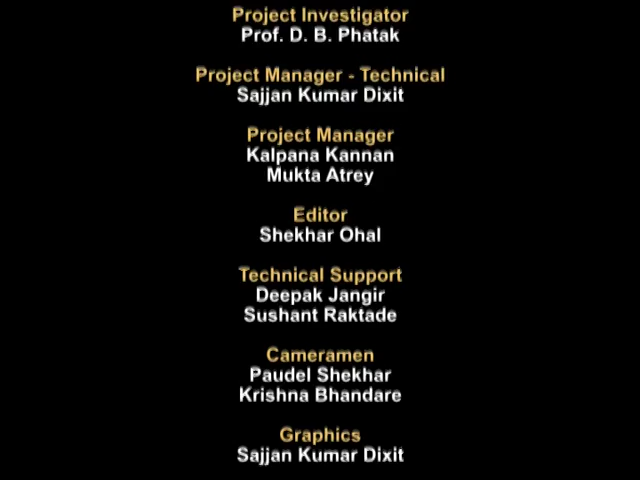 Project Investigator
Prof. D. B. Phatak
Project Manager - Technical
Sajjan Kumar Dixit
Project Manager
Kalpana Kannan
Mukta Atrey
Editor
Shekhar Ohal
Technical Support
Deepak Jangir
Sushant Raktade
Cameramen
Paudel Shekhar
Krishna Bhandare
Graphics
Sajjan Kumar Dixit